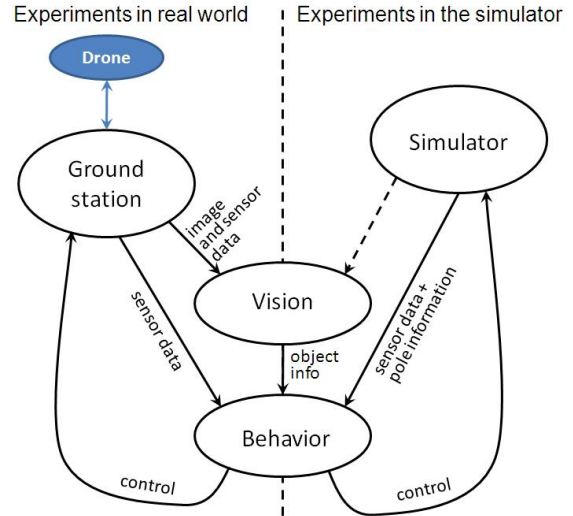 Experiments in real world
Experiments in the simulator
Drone
Ground
station
Simulator
image
and sensor
data
Vision
sensor data
object
info
sensor data +
pole information
Behavior
control
control